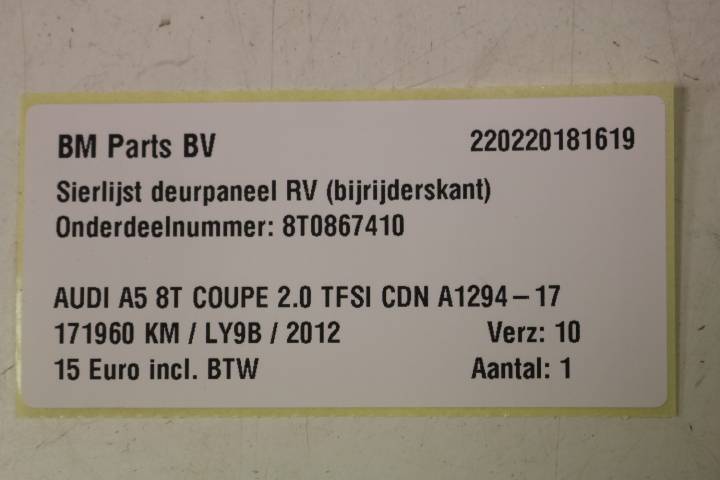 BM Parts BV 220220181619
Sierlijst deurpaneel RV (bijrijderskant)
Onderdeelnummer: 8T0867410
AUDI A5 8T COUPE 2.0 TFSI CDN A1294 – 17
171960 KM / LY9B / 2012 Verz: 10
15 Euro incl. BTW Aantal: 1